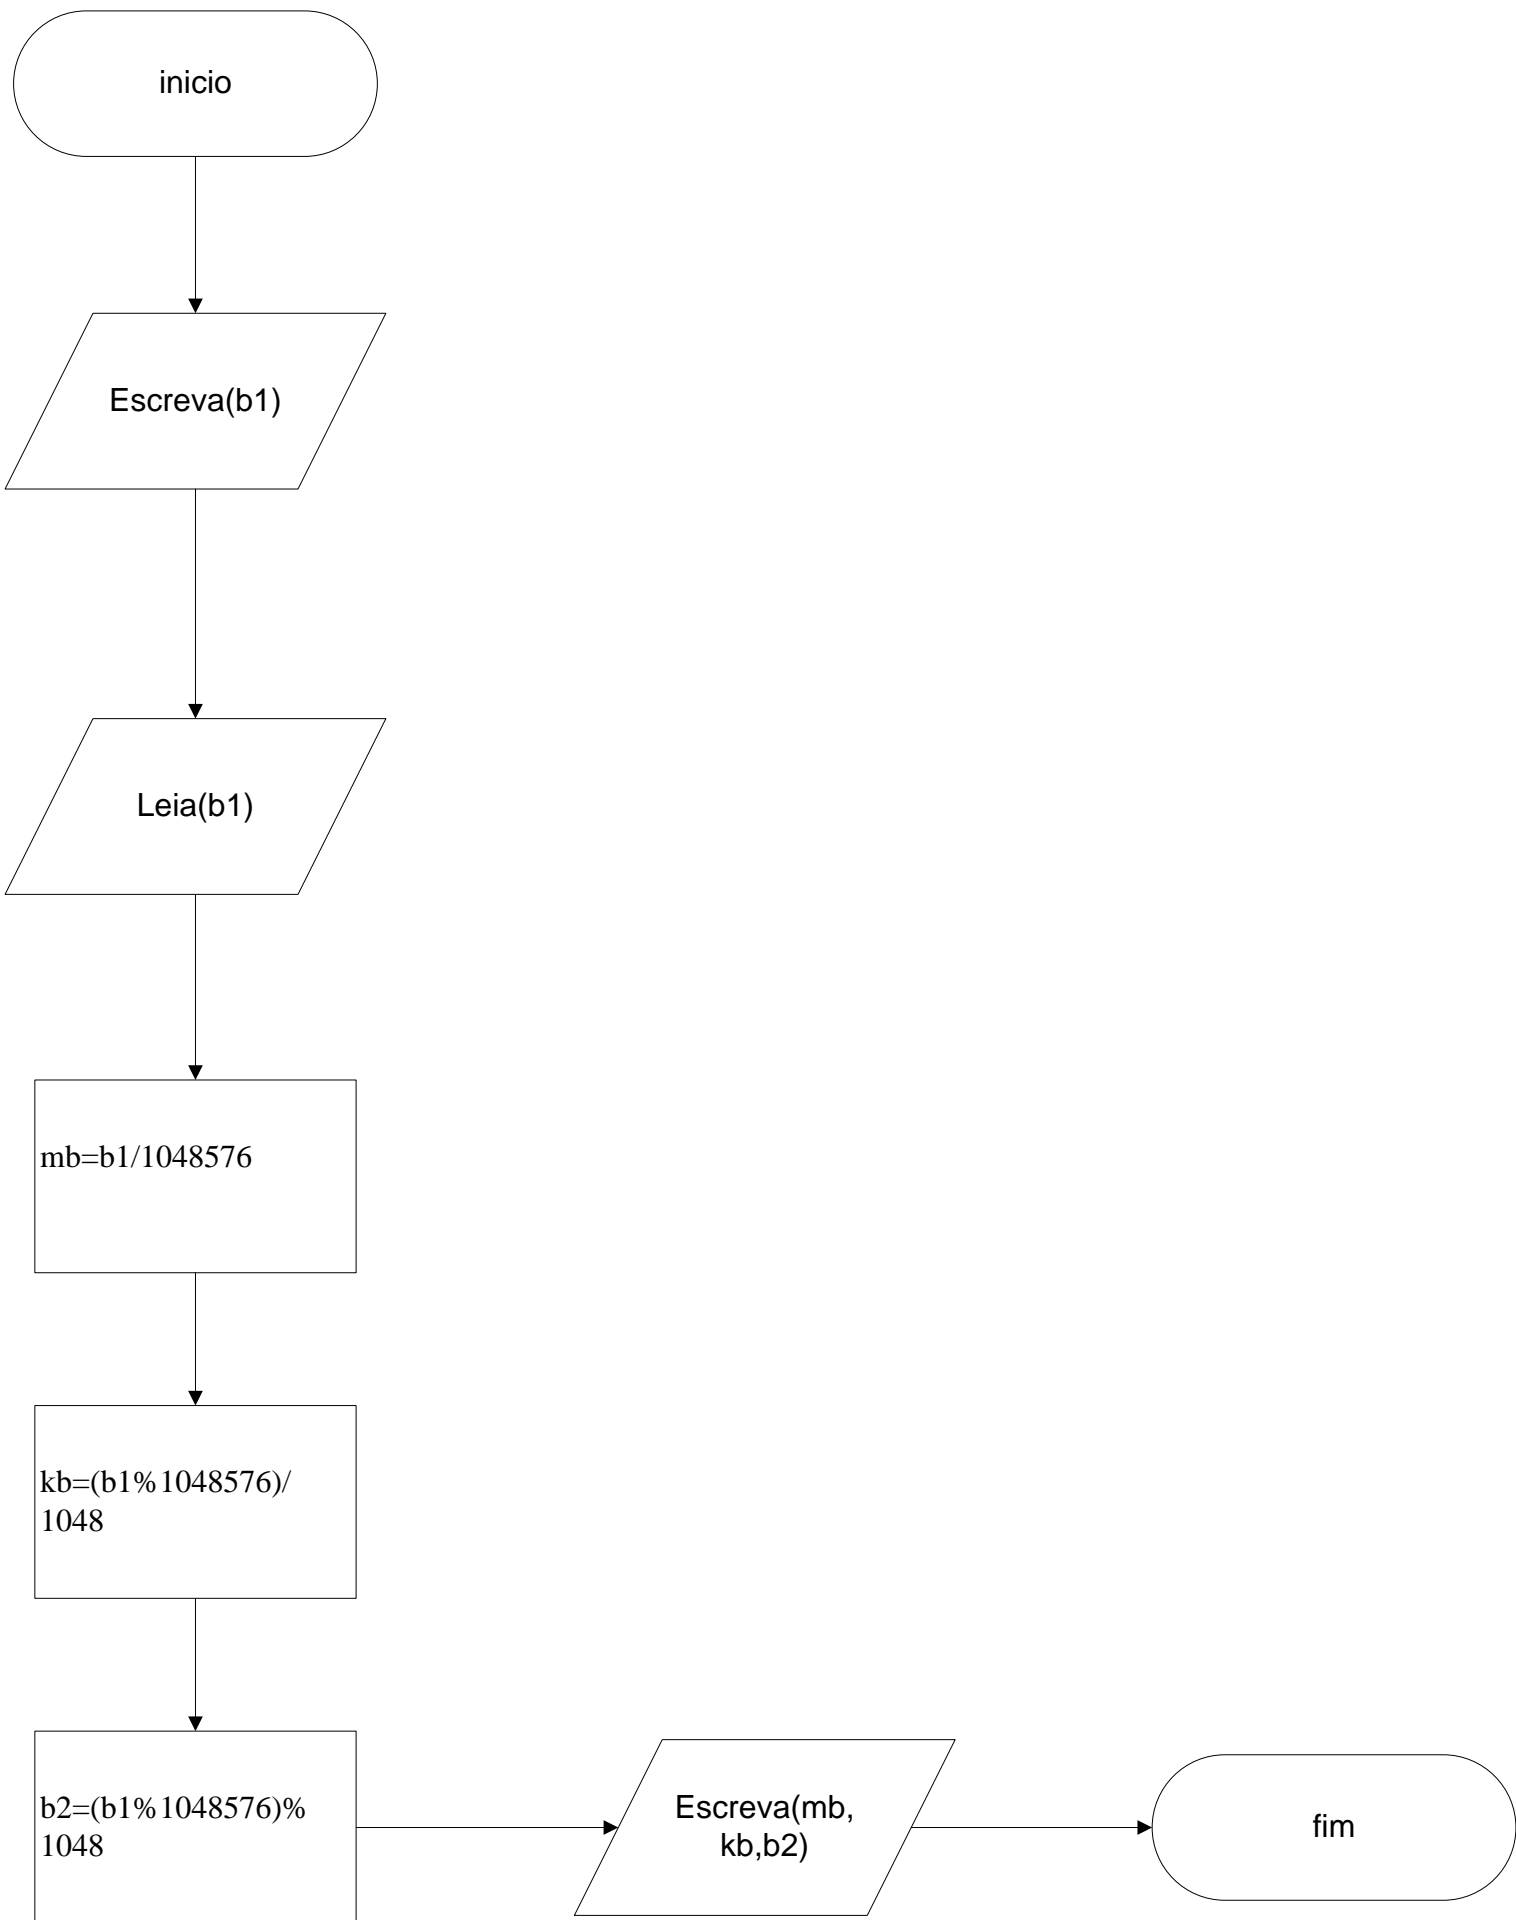 inicio
Escreva(b1)
Leia(b1)
mb=b1/1048576
kb=(b1%1048576)/
1048
b2=(b1%1048576)%
1048
Escreva(mb,
kb,b2)
fim